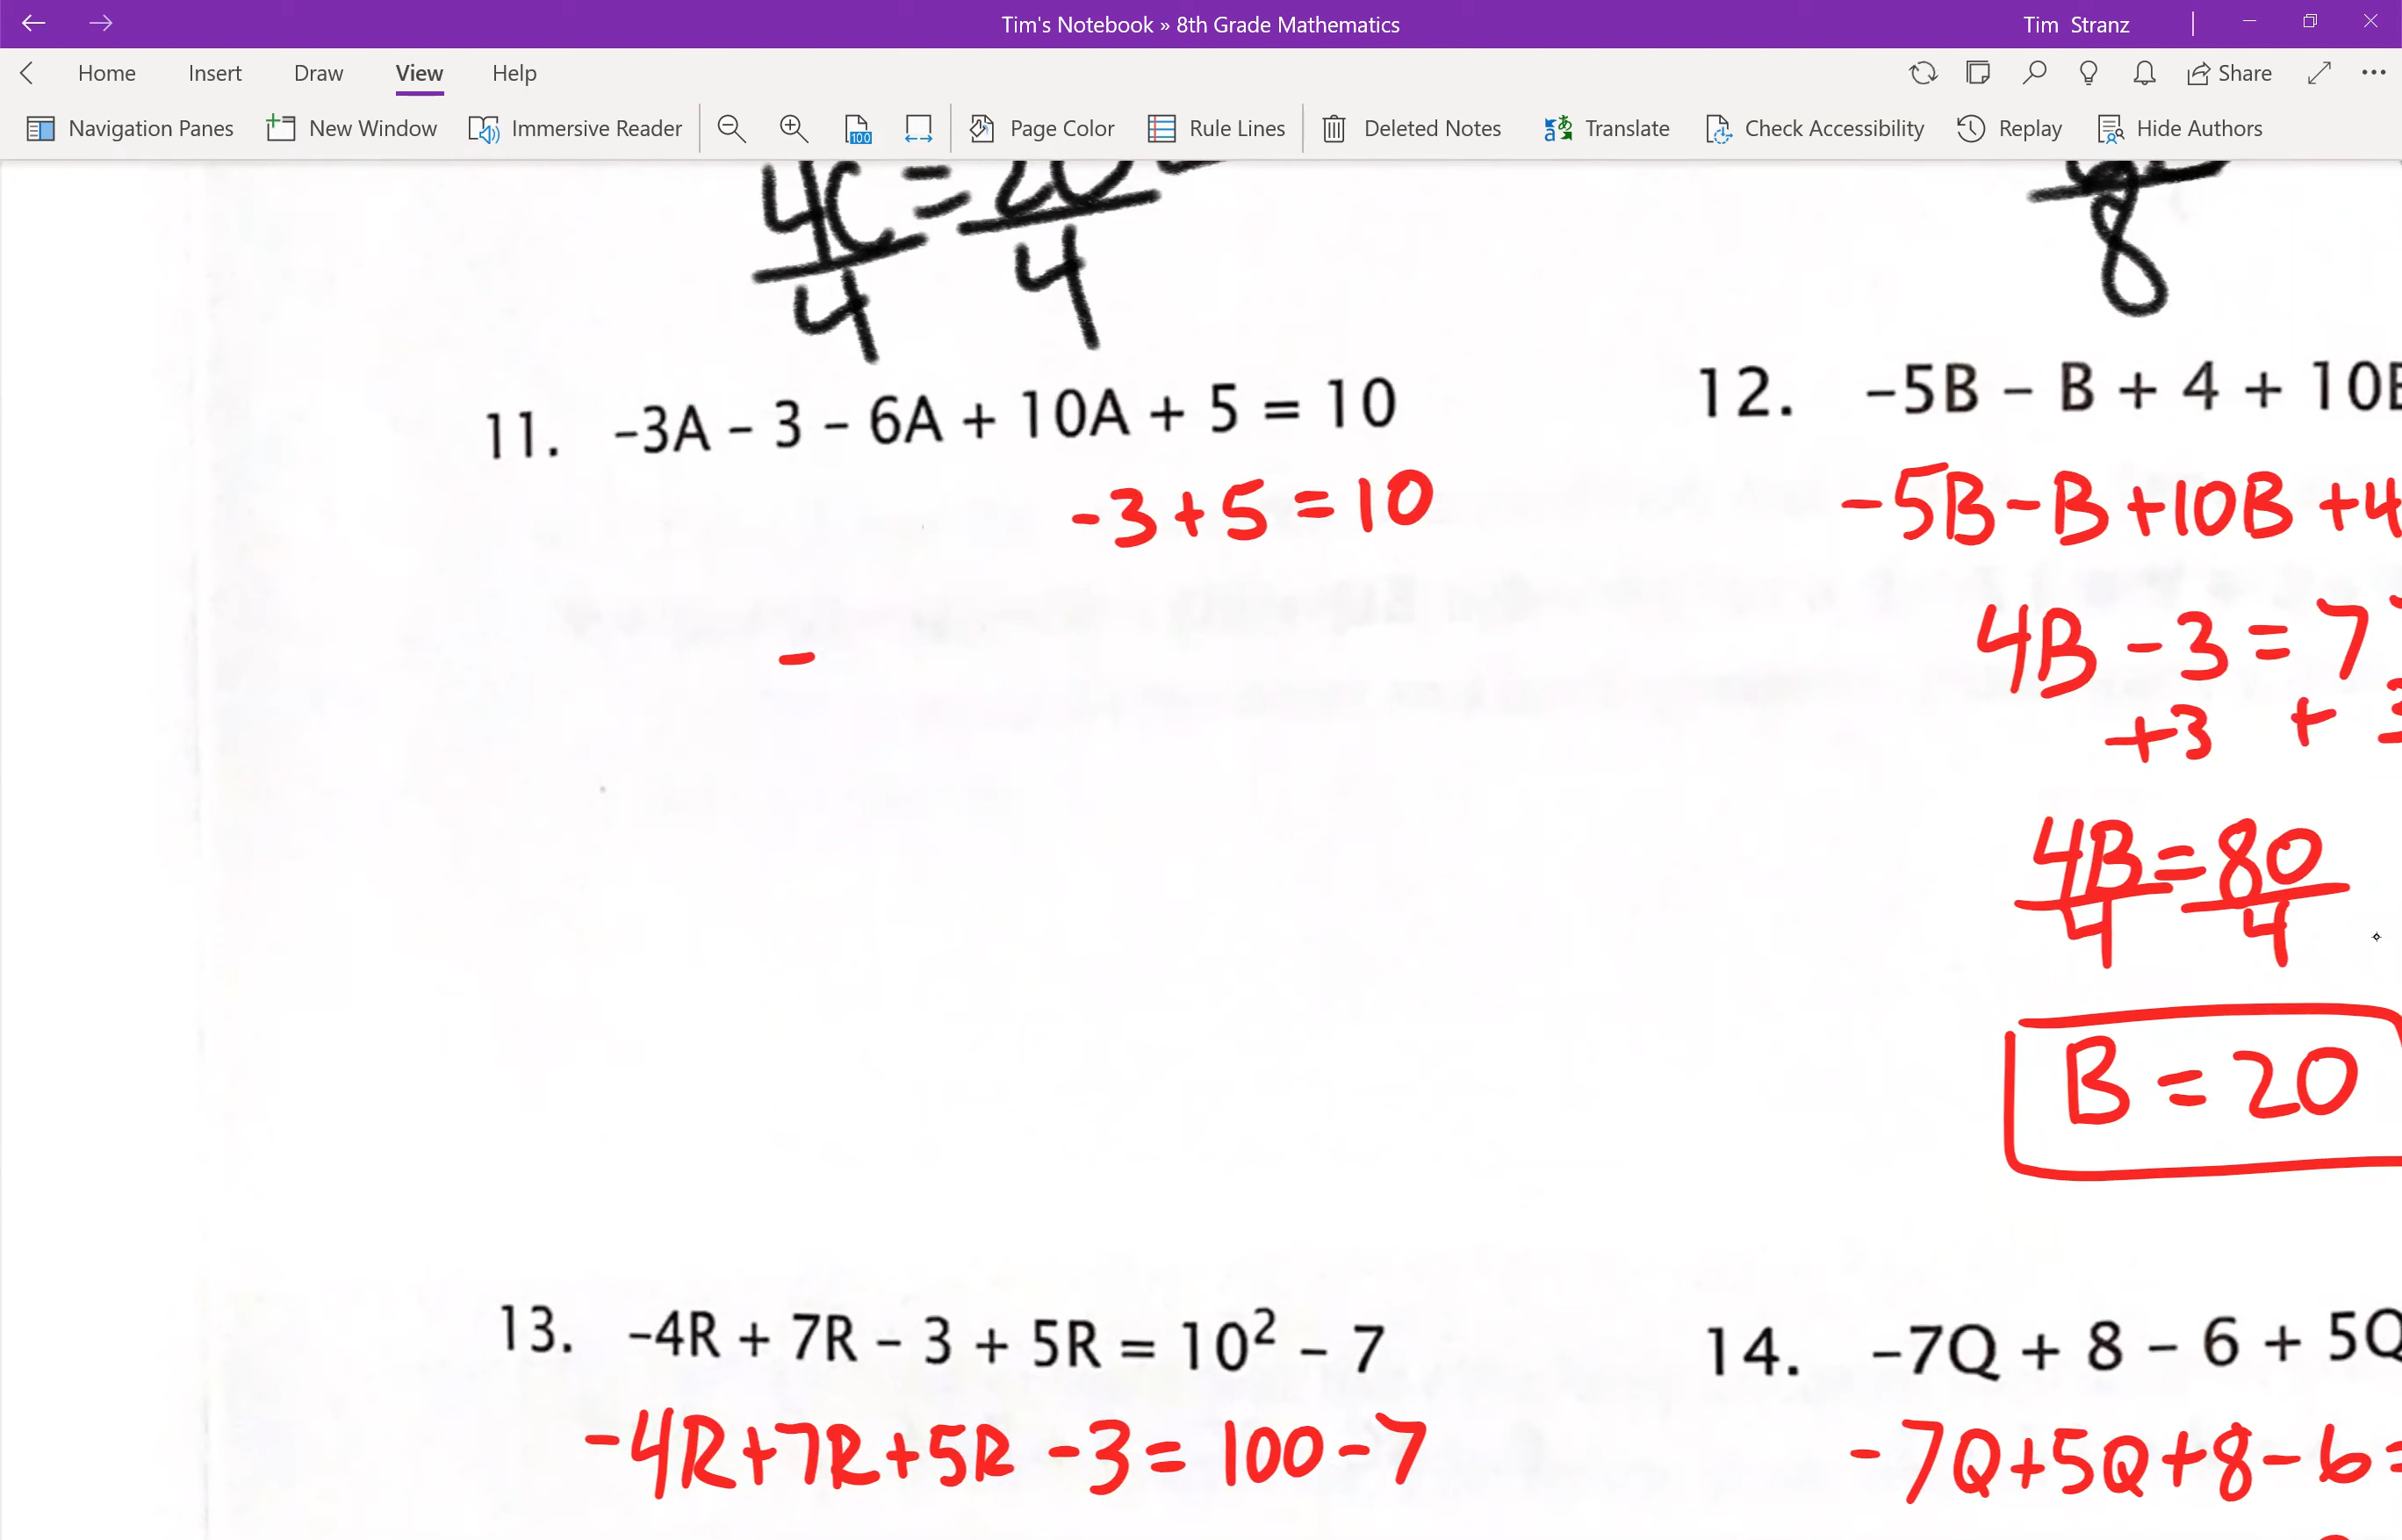 Tim's Notebook » 8th Grade Mathematics
Tim Stranz
Home Insert Draw View Help
Share
Navigation Panes New Window Immersive Reader 100 Page Color Rule Lines Deleted Notes Translate Check Accessibility Replay Hide Authors
4C = 20
4 4
8
11. -3A - 3 - 6A + 10A + 5 = 10
-3 + 5 = 10
-
12. -5B - B + 4 + 10B
-5B - B + 10B + 4
4B - 3 = 7
+3 +
4B = 80
4 4
B = 20
13. -4R + 7R - 3 + 5R = 10² - 7
-4R + 7R + 5R - 3 = 100 - 7
14. -7Q + 8 - 6 + 5Q
-7Q + 5Q + 8 - 6 =